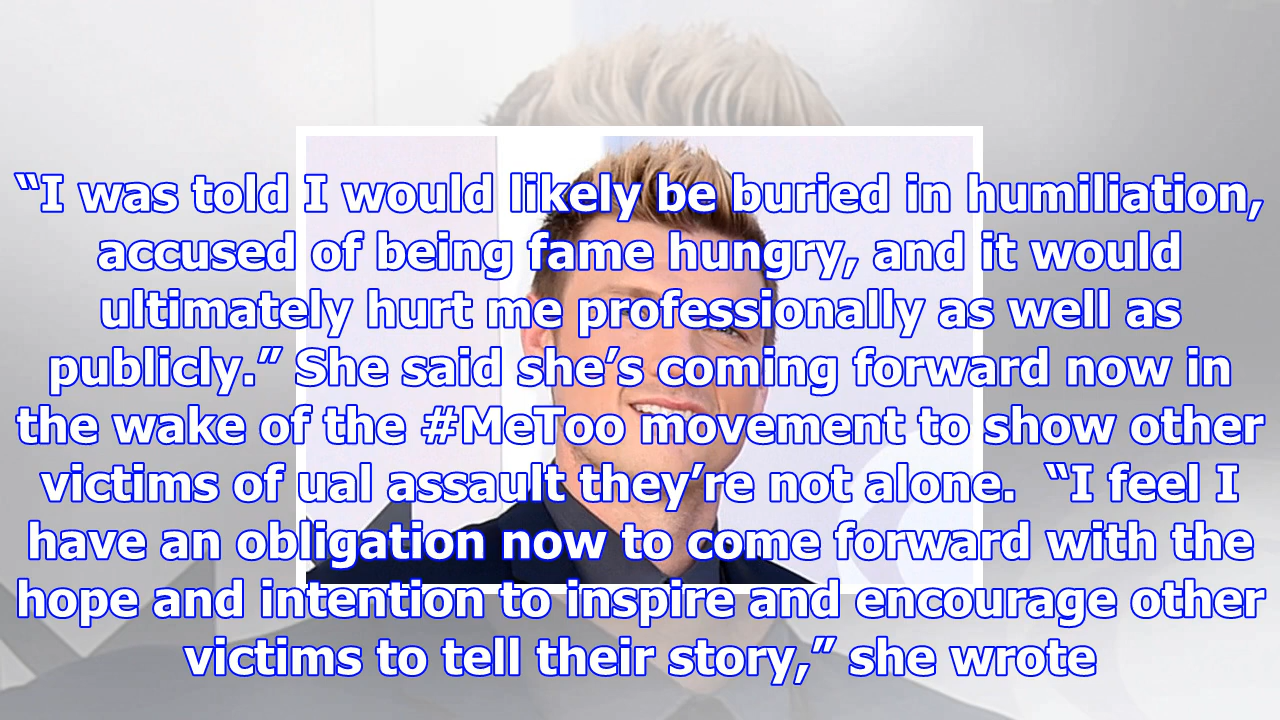 “I was told I would likely be buried in humiliation,
accused of being fame hungry, and it would
ultimately hurt me professionally as well as
publicly.” She said she’s coming forward now in
the wake of the #MeToo movement to show other
victims of ual assault they’re not alone.  “I feel I
have an obligation now to come forward with the
hope and intention to inspire and encourage other
victims to tell their story,” she wrote